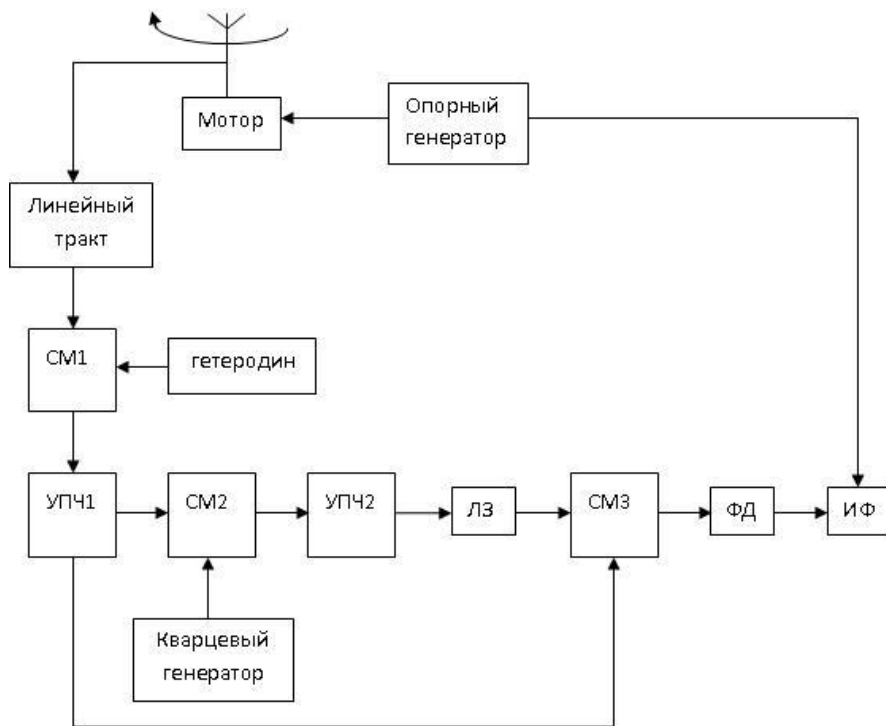 Мотор
Опорный
генератор
Линейный
тракт
СМ1
гетеродин
УПЧ1
СМ2
УПЧ2
ЛЗ
СМ3
ФД
ИФ
Кварцевый
генератор